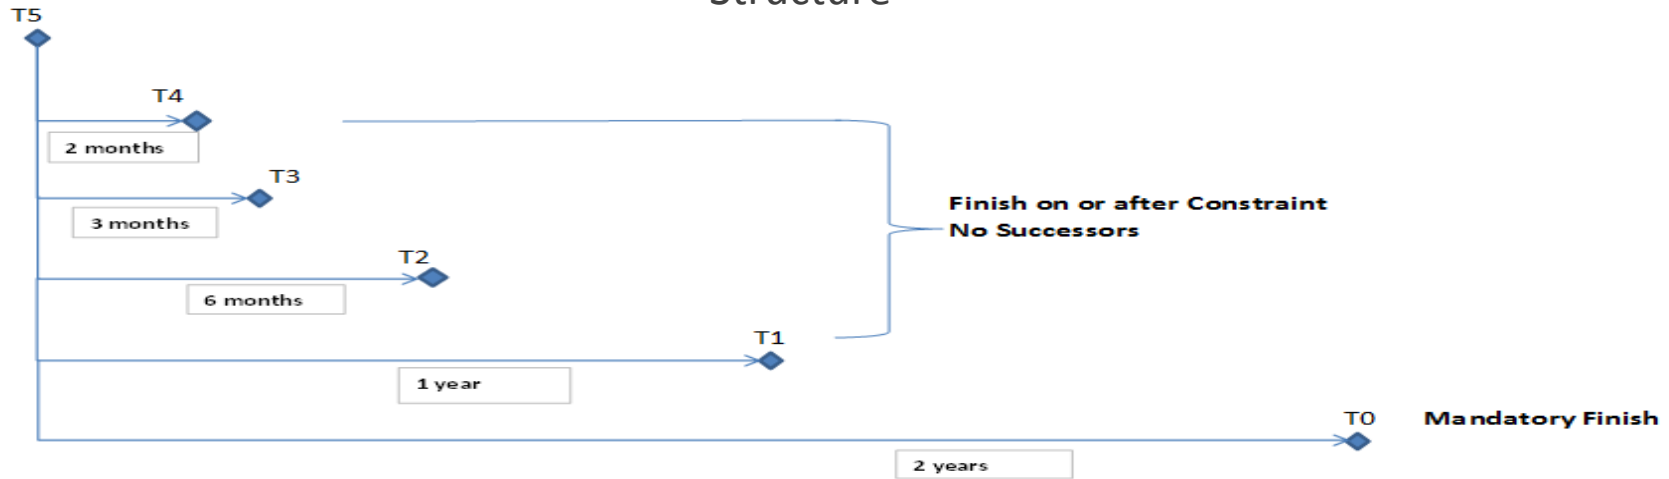 Structure
T5
T4
2 months
T3
3 months
Finish on or after Constraint
No Successors
T2
6 months
T1
1 year
T0
Mandatory Finish
2 years